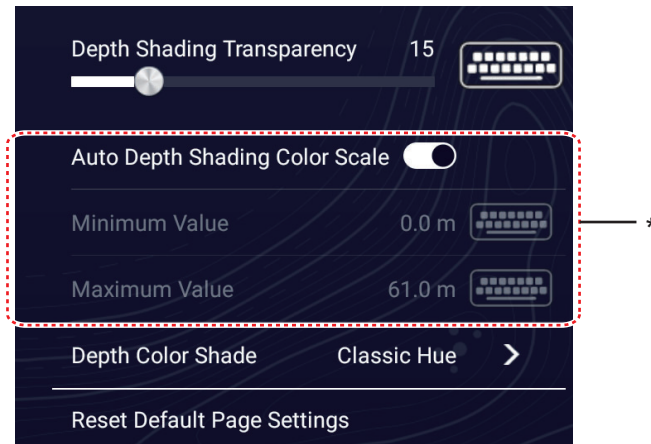 Depth Shading Transparency 15
Auto Depth Shading Color Scale
*
Minimum Value 0.0 m
Maximum Value 61.0 m
Depth Color Shade Classic Hue
Reset Default Page Settings